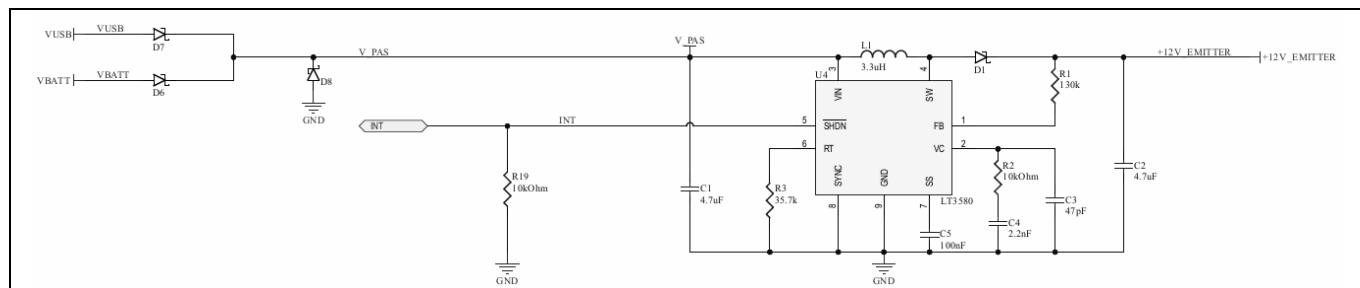 VUSB
VUSB
D7
VBATT
VBATT
D6
V_PAS
D8
GND
INT
INT
R19
10kOhm
GND
V_PAS
C1
4.7uF
R3
35.7k
L1
3.3uH
D1
U4
3
VIN
4
SW
5
SHDN
6
RT
FB
1
VC
2
SYNC
8
GND
9
SS
7
LT3580
C5
100nF
GND
R1
130k
R2
10kOhm
C4
2.2nF
C3
47pF
C2
4.7uF
+12V_EMITTER
+12V_EMITTER